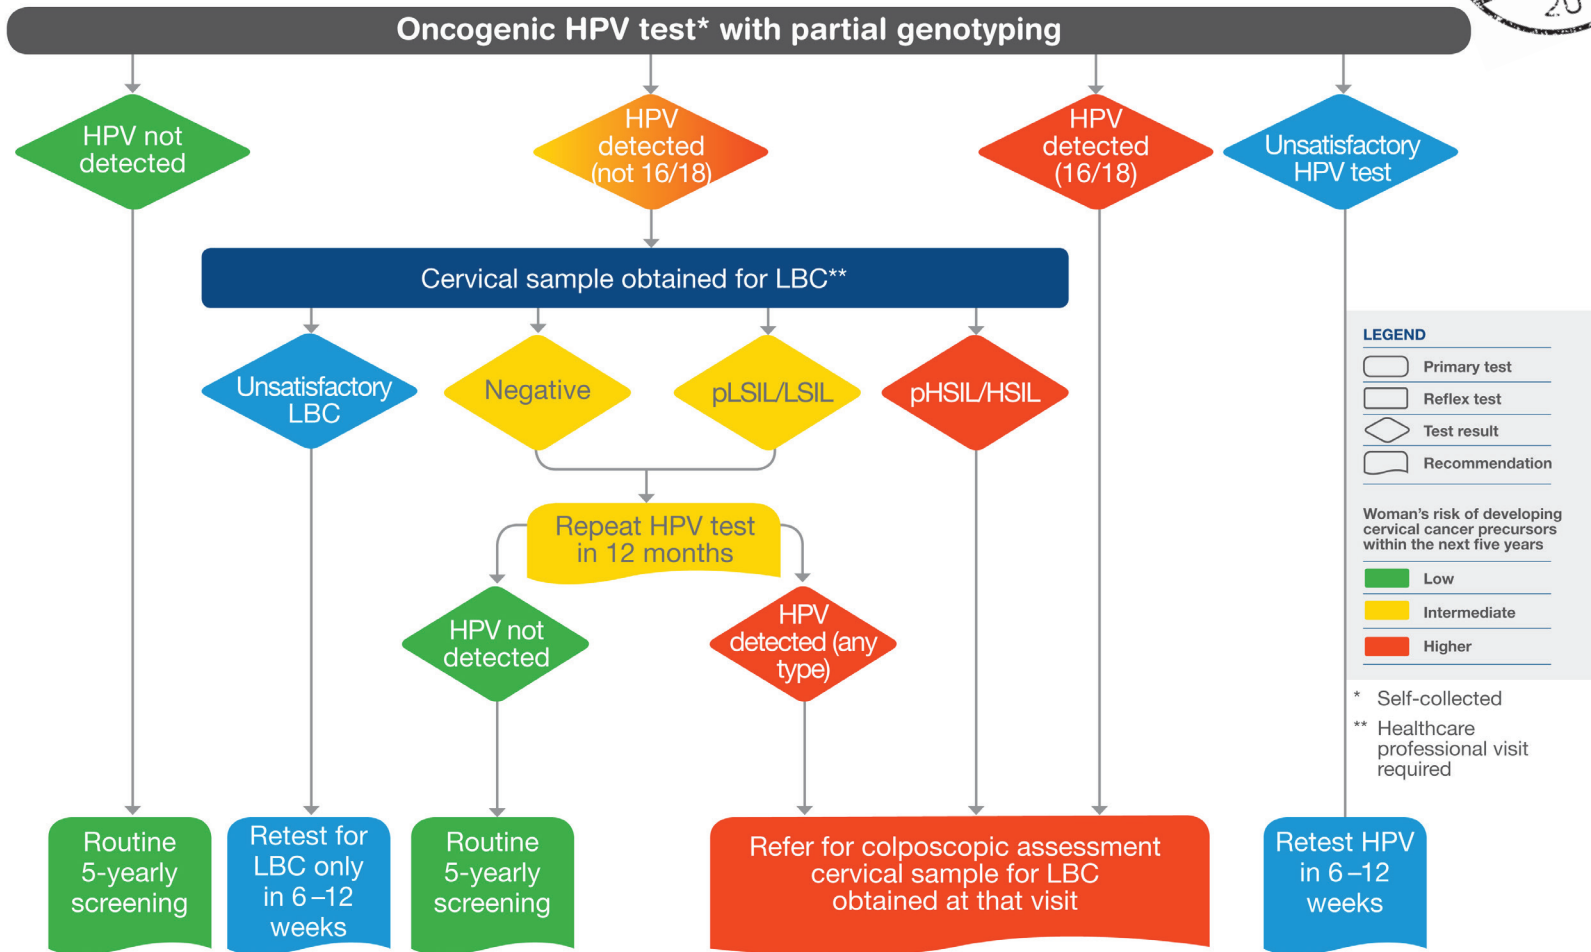 Oncogenic HPV test* with partial genotyping
HPV not
detected
HPV
detected
(not 16/18)
HPV
detected
(16/18)
Unsatisfactory
HPV test
Cervical sample obtained for LBC**
Unsatisfactory
LBC
Negative
pLSIL/LSIL
pHSIL/HSIL
Repeat HPV test
in 12 months
HPV not
detected
HPV
detected (any
type)
Routine
5-yearly
screening
Retest for
LBC only
in 6–12
weeks
Routine
5-yearly
screening
Refer for colposcopic assessment
cervical sample for LBC
obtained at that visit
Retest HPV
in 6–12
weeks
LEGEND
Primary test
Reflex test
Test result
Recommendation
Woman's risk of developing
cervical cancer precursors
within the next five years
Low
Intermediate
Higher
* Self-collected
** Healthcare
professional visit
required